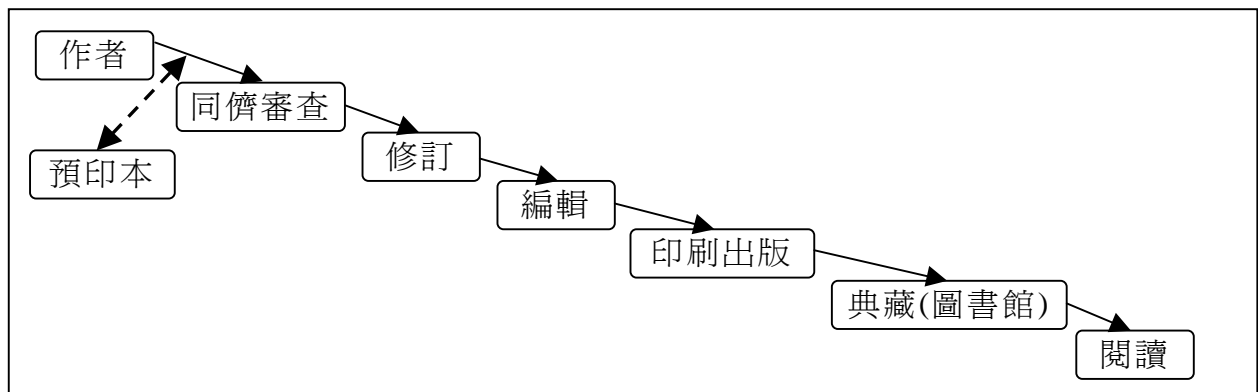 作者
同儕審查
預印本
修訂
編輯
印刷出版
典藏(圖書館)
閱讀